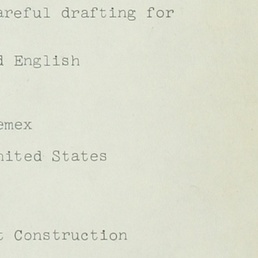 areful drafting for
d English
emex
nited States
t Construction